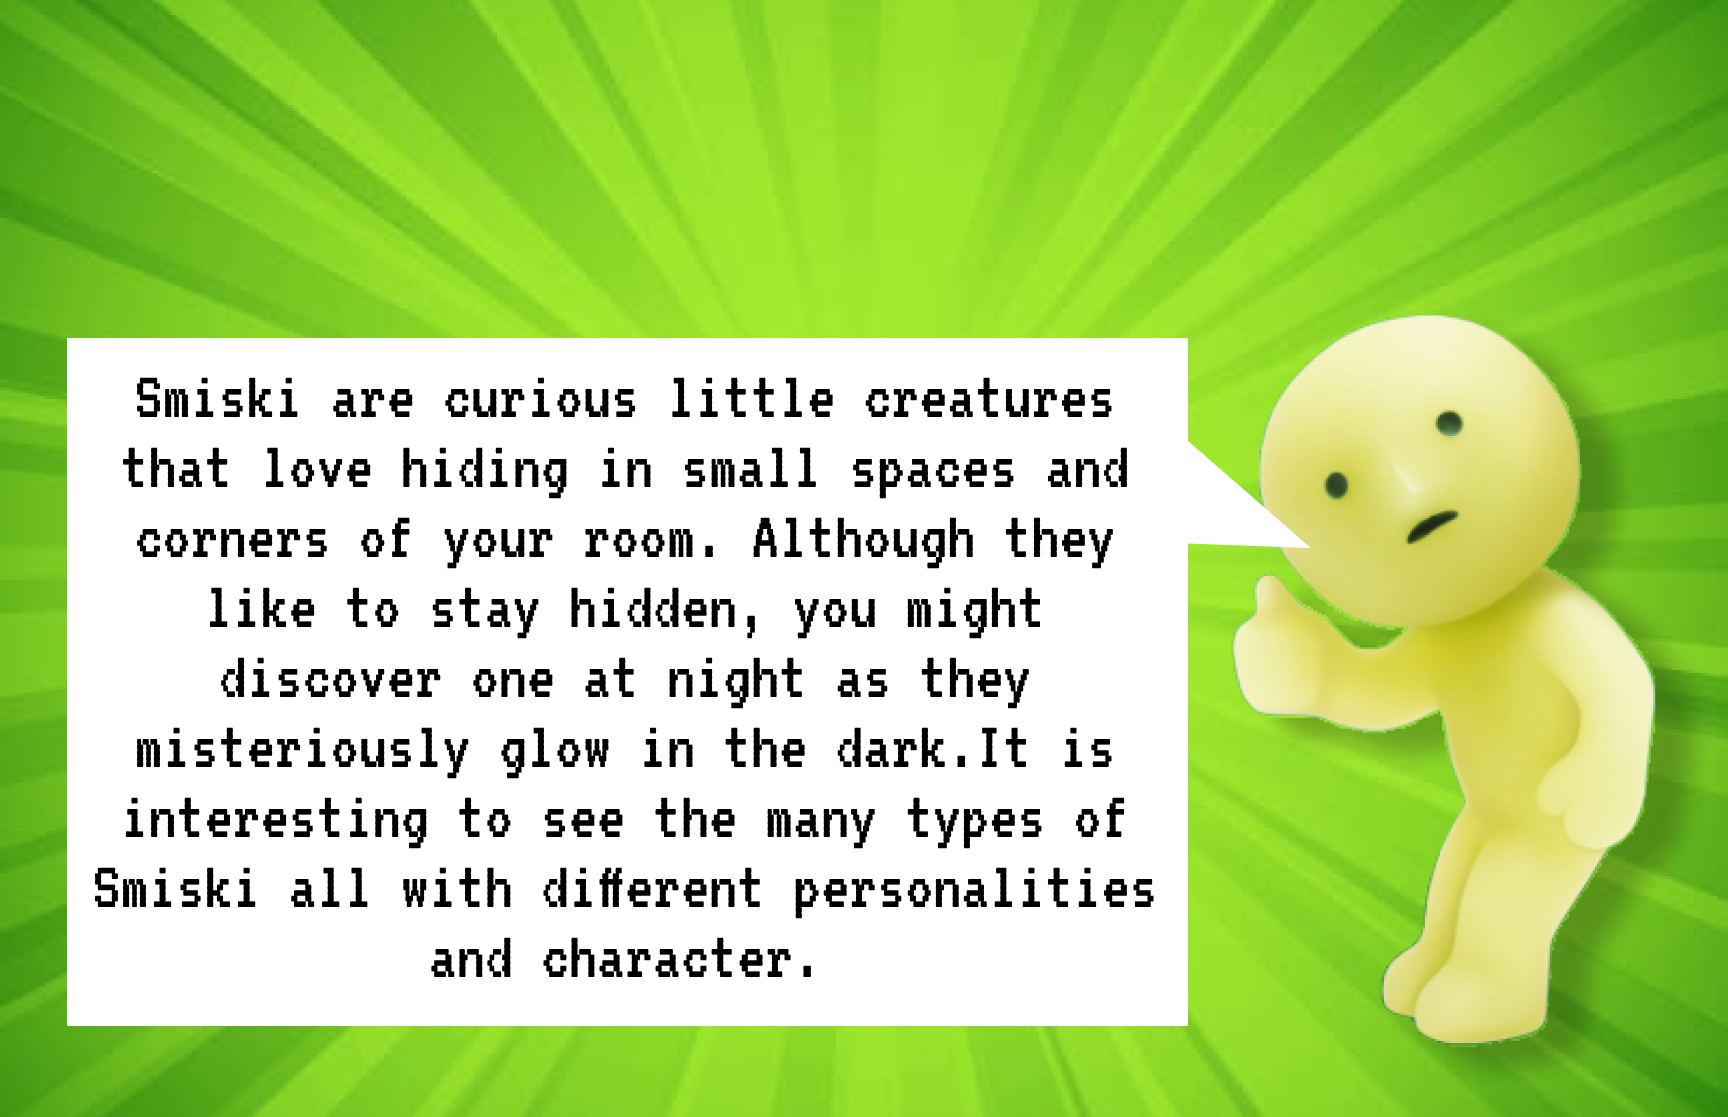 Smiski are curious little creatures
that love hiding in small spaces and
corners of your room. Although they
like to stay hidden, you might
discover one at night as they
misteriously glow in the dark.It is
interesting to see the many types of
Smiski all with different personalities
and character.